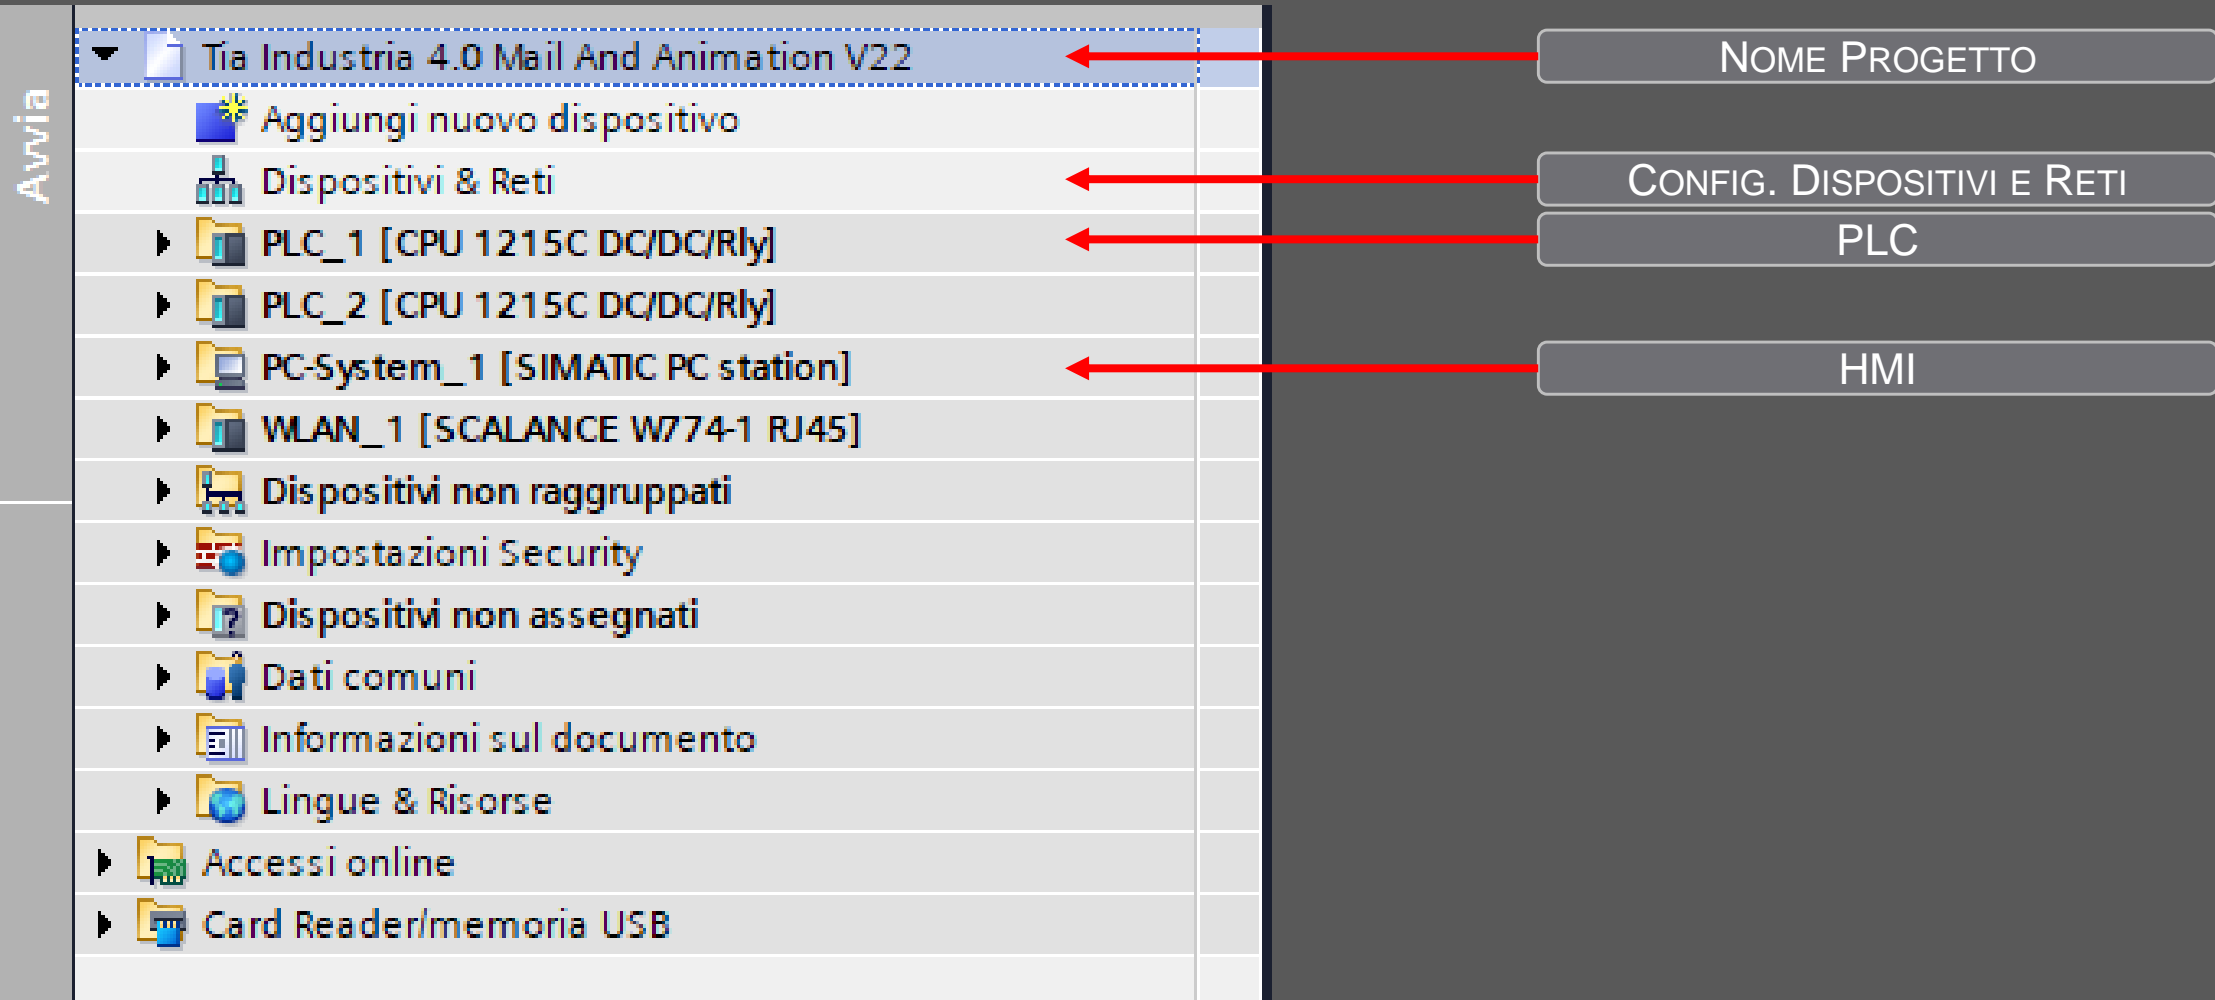 Avvia
Tia Industria 4.0 Mail And Animation V22
NOME PROGETTO
Aggiungi nuovo dispositivo
Dispositivi & Reti
CONFIG. DISPOSITIVI E RETI
PLC_1 [CPU 1215C DC/DC/Rly]
PLC
PLC_2 [CPU 1215C DC/DC/Rly]
PC-System_1 [SIMATIC PC station]
HMI
WLAN_1 [SCALANCE W774-1 RJ45]
Dispositivi non raggruppati
Impostazioni Security
Dispositivi non assegnati
Dati comuni
Informazioni sul documento
Lingue & Risorse
Accessi online
Card Reader/memoria USB